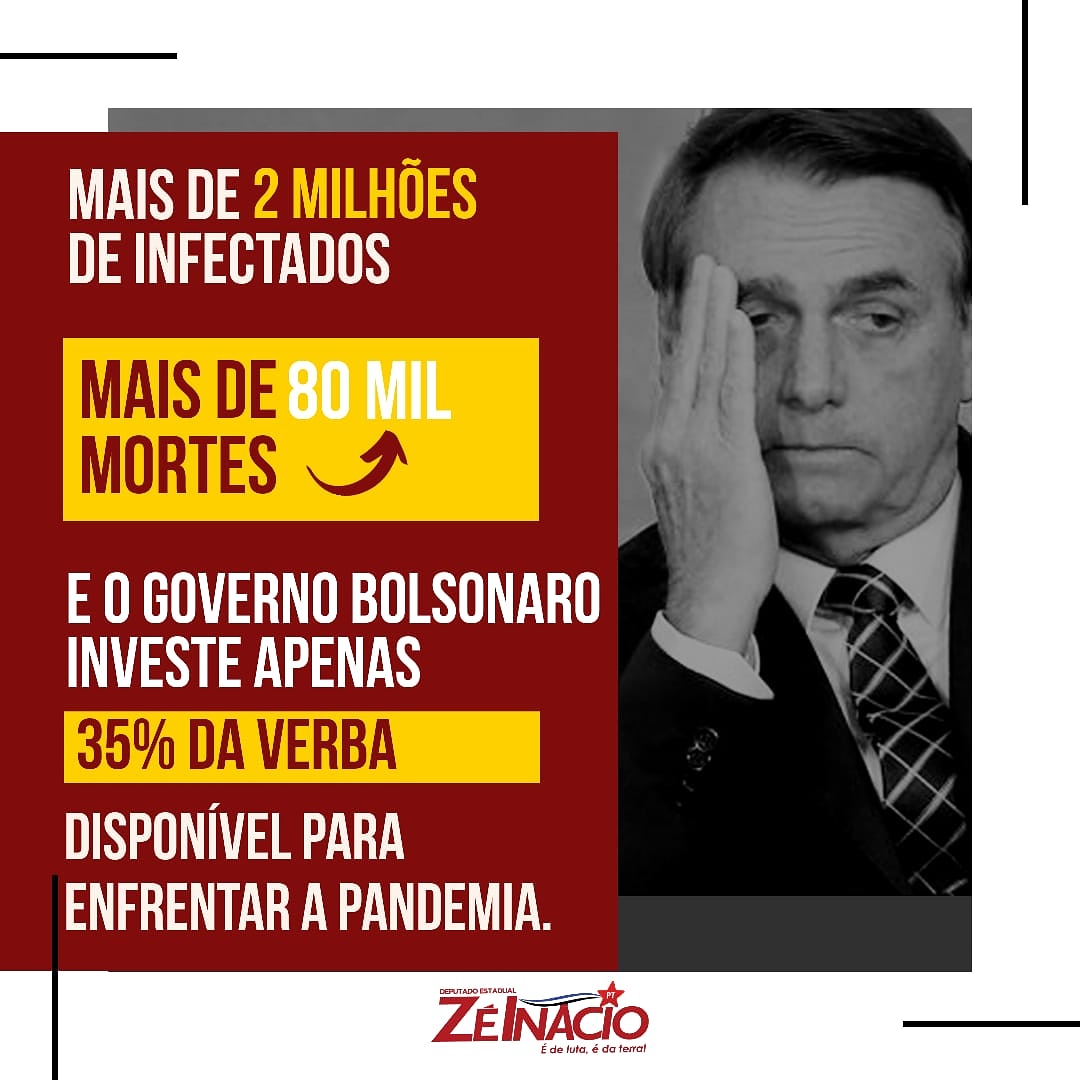 MAIS DE 2 MILHÕES
DE INFECTADOS
MAIS DE 80 MIL
MORTES
E O GOVERNO BOLSONARO
INVESTE APENAS
35% DA VERBA
DISPONÍVEL PARA
ENFRENTAR A PANDEMIA.
DEPUTADO ESTADUAL
PT
ZÉ INÁCIO
É de luta, é da terra!